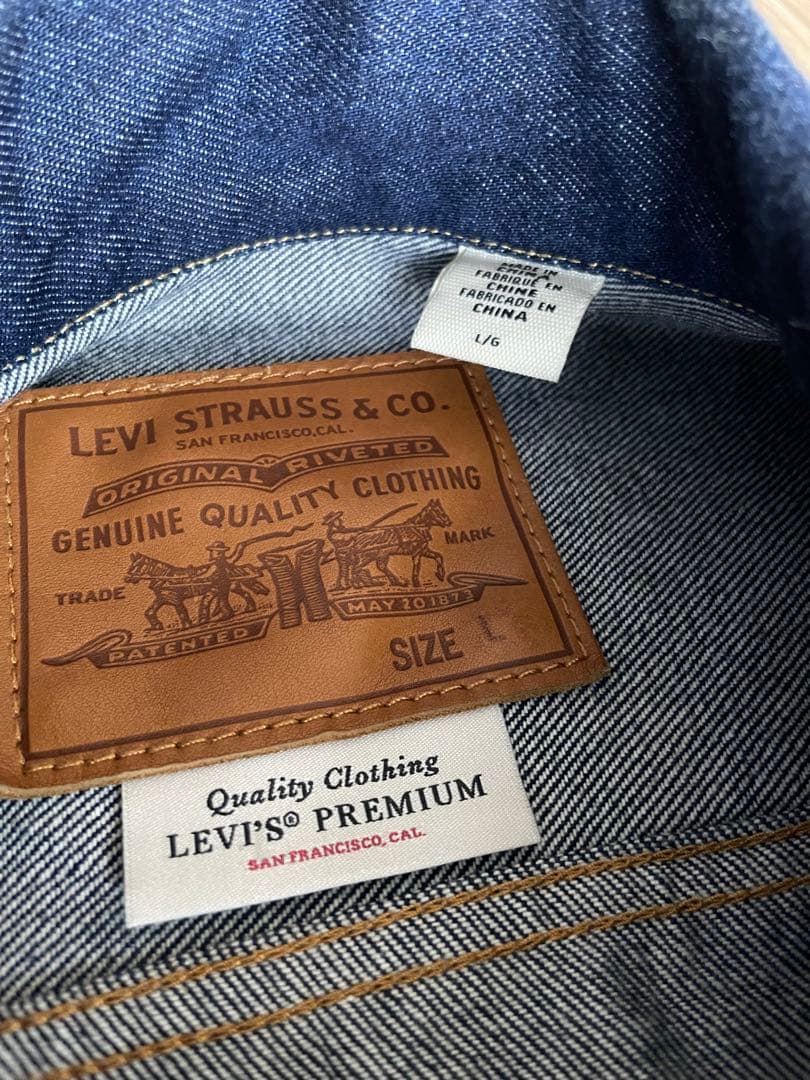 MADE IN
CHINA
FABRIQUÉ EN
CHINE
FABRICADO EN
CHINA
L/G
LEVI STRAUSS & CO.
SAN FRANCISCO, CAL.
ORIGINAL RIVETED
GENUINE QUALITY CLOTHING
TRADE MARK
PATENTED MAY 20 1873
SIZE L
Quality Clothing
LEVI'S® PREMIUM
SAN FRANCISCO, CAL.